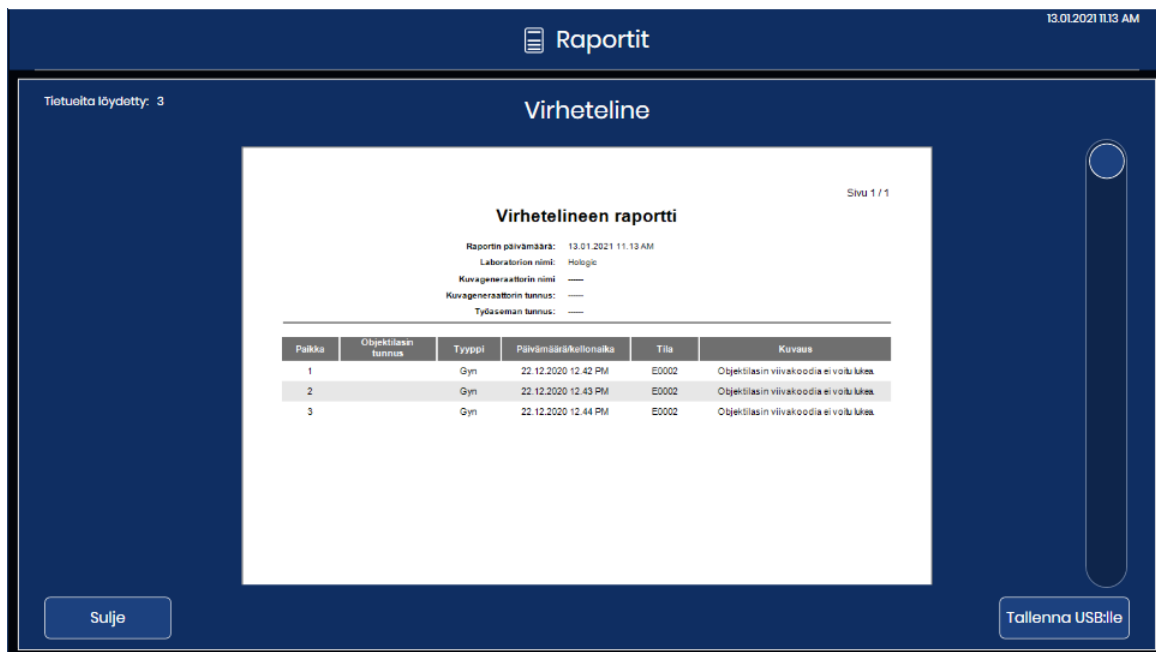 13.01.2021 11.13 AM
Raportit
Tietueita löydetty: 3
Virheteline
Sivu 1 / 1
Virhetelineen raportti
Raportin päivämäärä: 13.01.2021 11.13 AM
Laboratorion nimi: Hologic
Kuvageneraattorin nimi -----
Kuvageneraattorin tunnus: -----
Työaseman tunnus: -----
Paikka Objektilasin tunnus Tyyppi Päivämäärä/kellonaika Tila Kuvaus
1 Gyn 22.12.2020 12.42 PM E0002 Objektilasin viivakoodia ei voitu lukea.
2 Gyn 22.12.2020 12.43 PM E0002 Objektilasin viivakoodia ei voitu lukea.
3 Gyn 22.12.2020 12.44 PM E0002 Objektilasin viivakoodia ei voitu lukea.
Sulje
Tallenna USB:lle